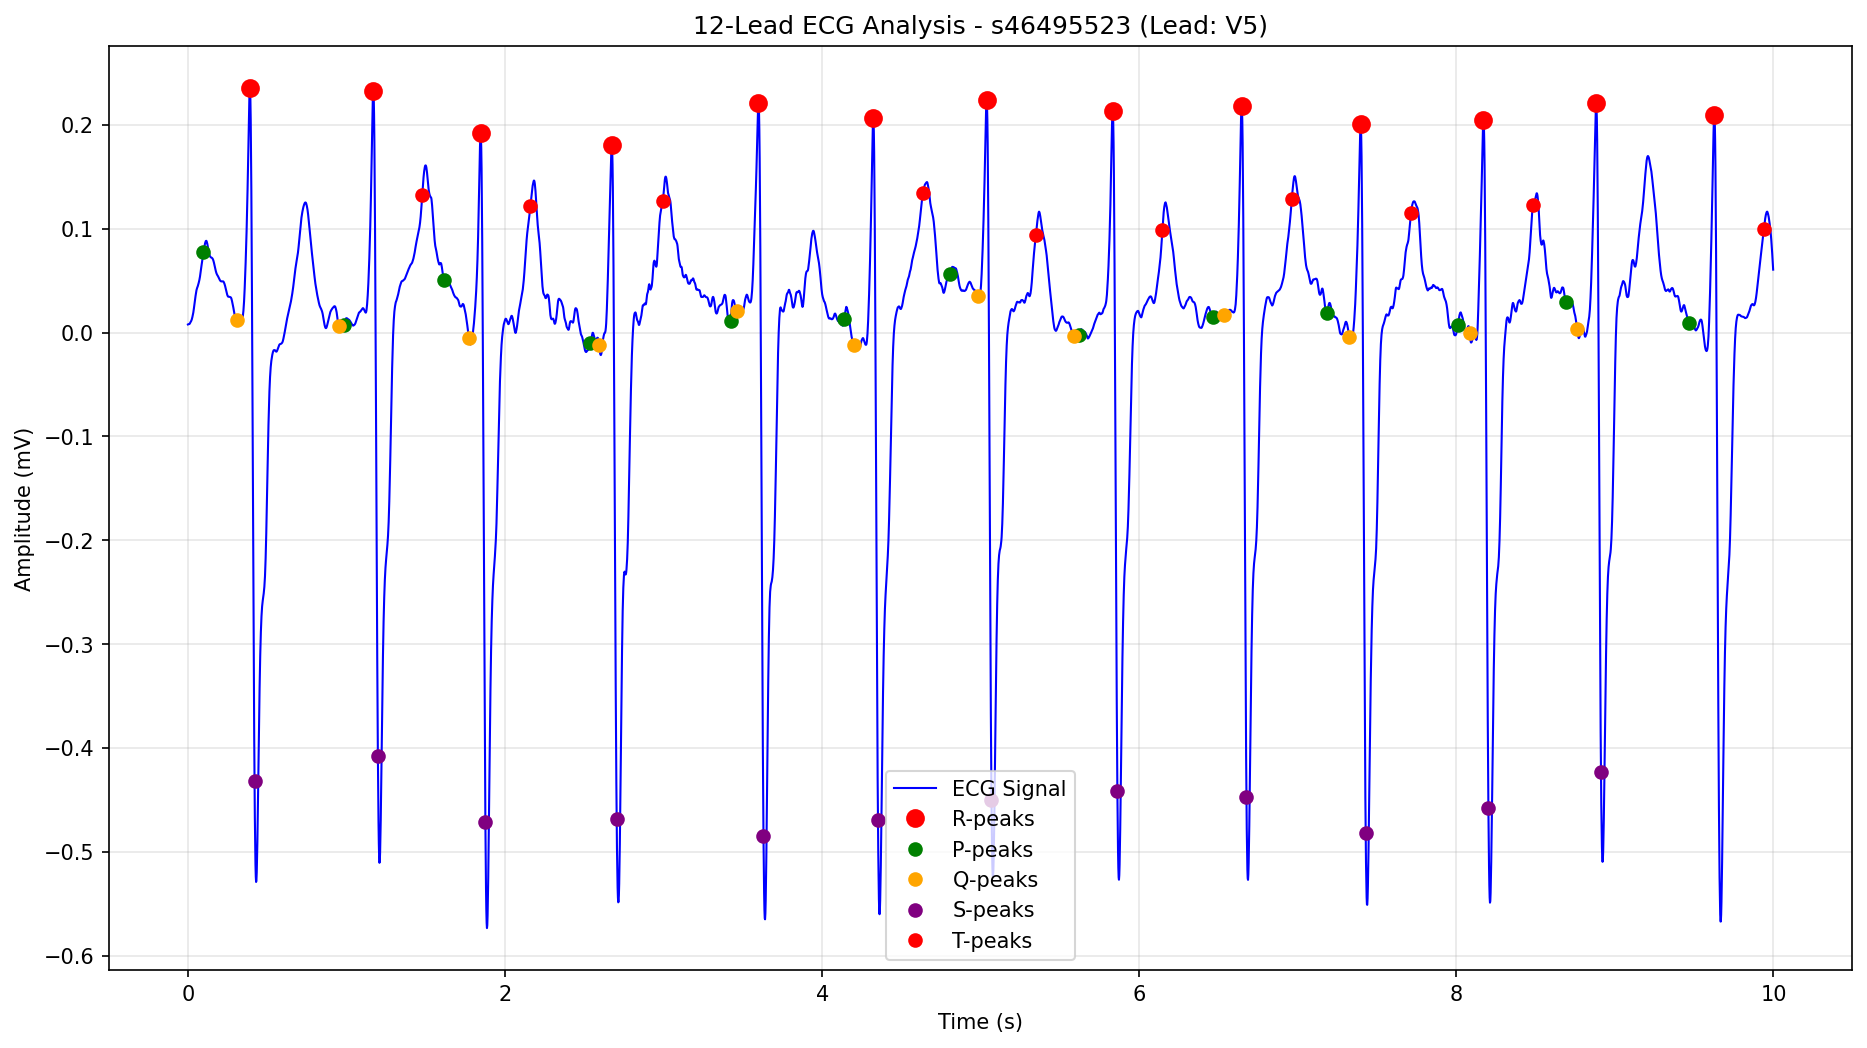 12-Lead ECG Analysis - s46495523 (Lead: V5)
Amplitude (mV)
0.2
0.1
0.0
−0.1
−0.2
−0.3
−0.4
−0.5
−0.6
ECG Signal
R-peaks
P-peaks
Q-peaks
S-peaks
T-peaks
0 2 4 6 8 10
Time (s)